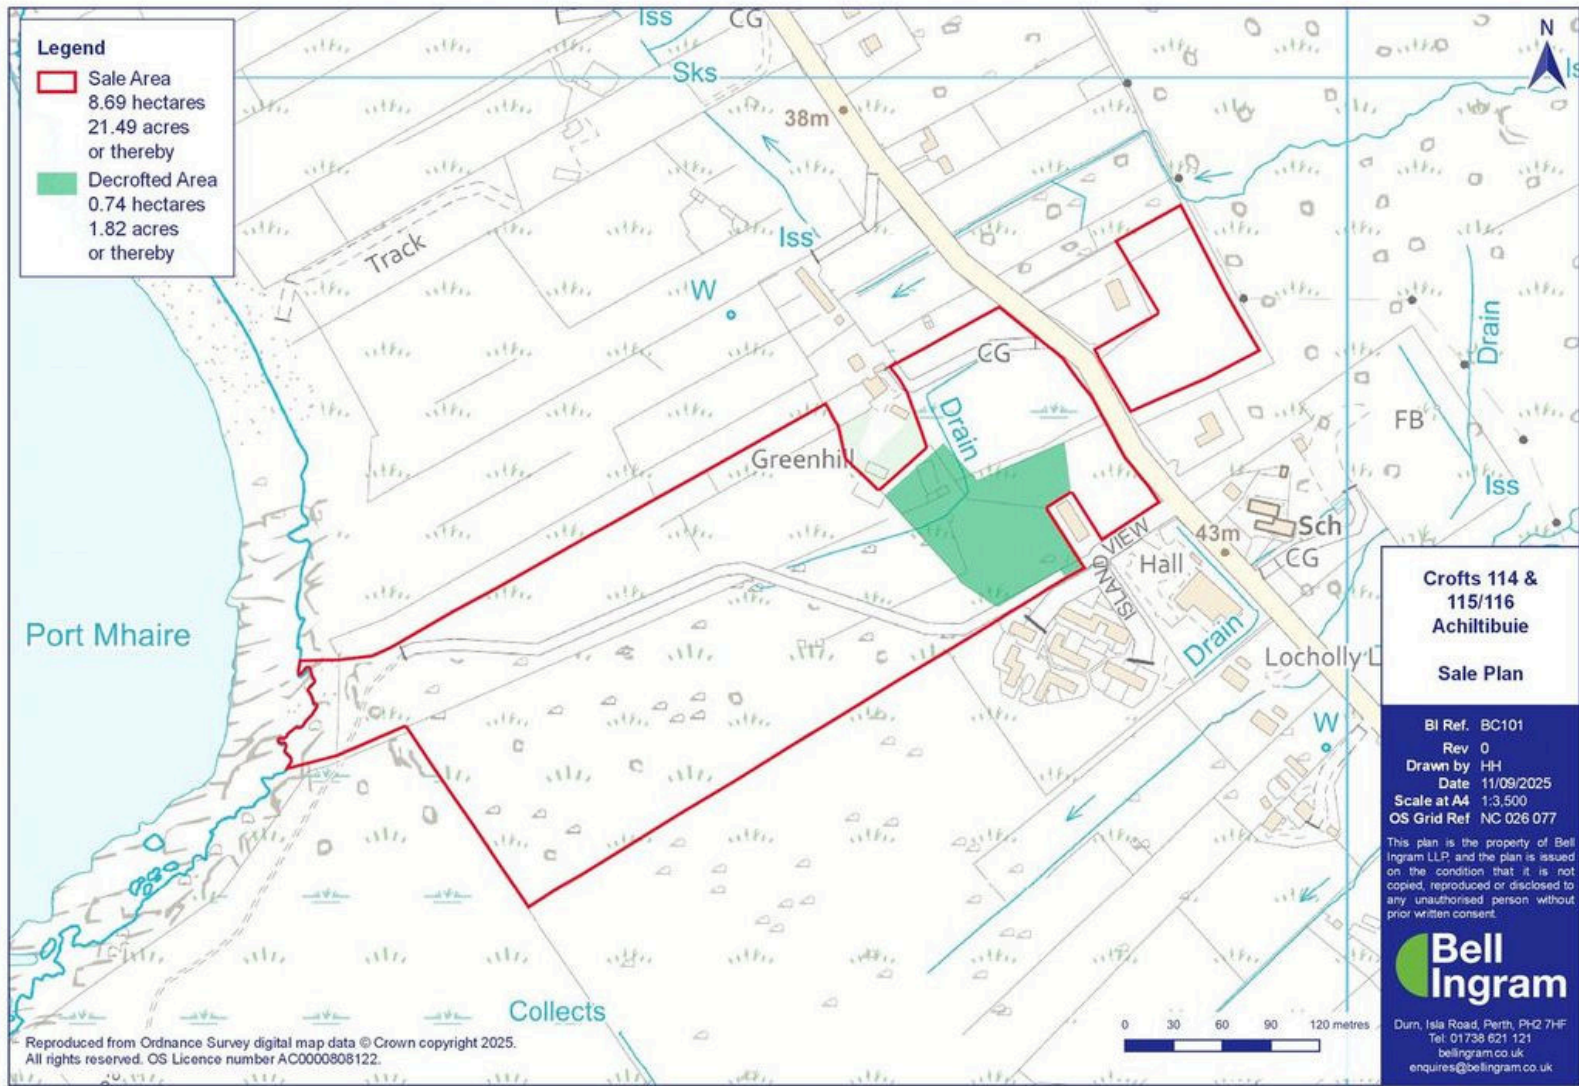 Legend
Sale Area
8.69 hectares
21.49 acres
or thereby
Decrofted Area
0.74 hectares
1.82 acres
or thereby
Iss
CG
Sks
N
38m
Track
Iss
W
CG
Drain
Drain
Greenhill
FB
Iss
Sch
43m
CG
ISLAND VIEW
Hall
Drain
Port Mhaire
Locholly
W
Collects
Crofts 114 &
115/116
Achiltibuie
Sale Plan
BI Ref. BC101
Rev 0
Drawn by HH
Date 11/09/2025
Scale at A4 1:3,500
OS Grid Ref NC 026 077
This plan is the property of Bell
Ingram LLP, and the plan is issued
on the condition that it is not
copied, reproduced or disclosed to
any unauthorised person without
prior written consent.
Bell
Ingram
Durn, Isla Road, Perth, PH2 7HF
Tel: 01738 621 121
bellingram.co.uk
enquires@bellingram.co.uk
0 30 60 90 120 metres
Reproduced from Ordnance Survey digital map data © Crown copyright 2025.
All rights reserved. OS Licence number AC0000808122.